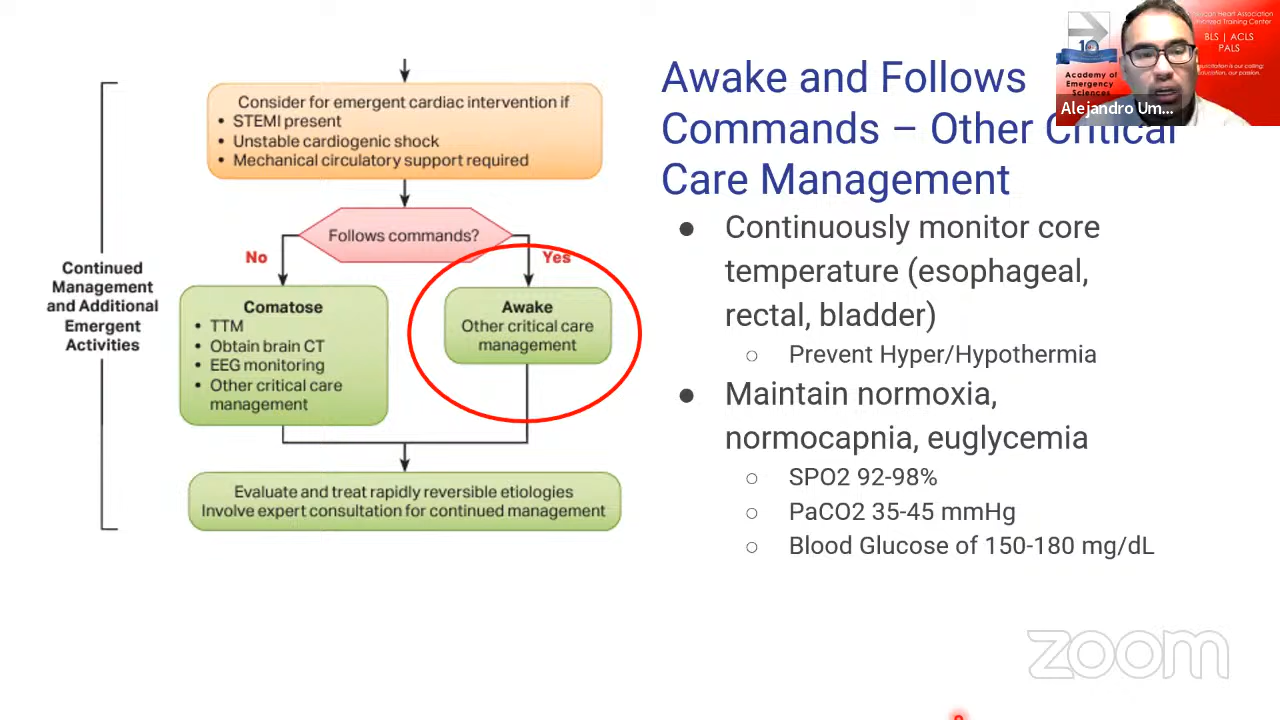 Consider for emergent cardiac intervention if
• STEMI present
• Unstable cardiogenic shock
• Mechanical circulatory support required
Follows commands?
No
Yes
Continued
Management
and Additional
Emergent
Activities
Comatose
• TTM
• Obtain brain CT
• EEG monitoring
• Other critical care
management
Awake
Other critical care
management
Evaluate and treat rapidly reversible etiologies
Involve expert consultation for continued management
Awake and Follows
Commands – Other Critical
Care Management
● Continuously monitor core
temperature (esophageal,
rectal, bladder)
○ Prevent Hyper/Hypothermia
● Maintain normoxia,
normocapnia, euglycemia
○ SPO2 92-98%
○ PaCO2 35-45 mmHg
○ Blood Glucose of 150-180 mg/dL
10
Academy of
Emergency
Sciences
Heart Association
Training Center
BLS | ACLS
PALS
Alejandro Um...
zoom